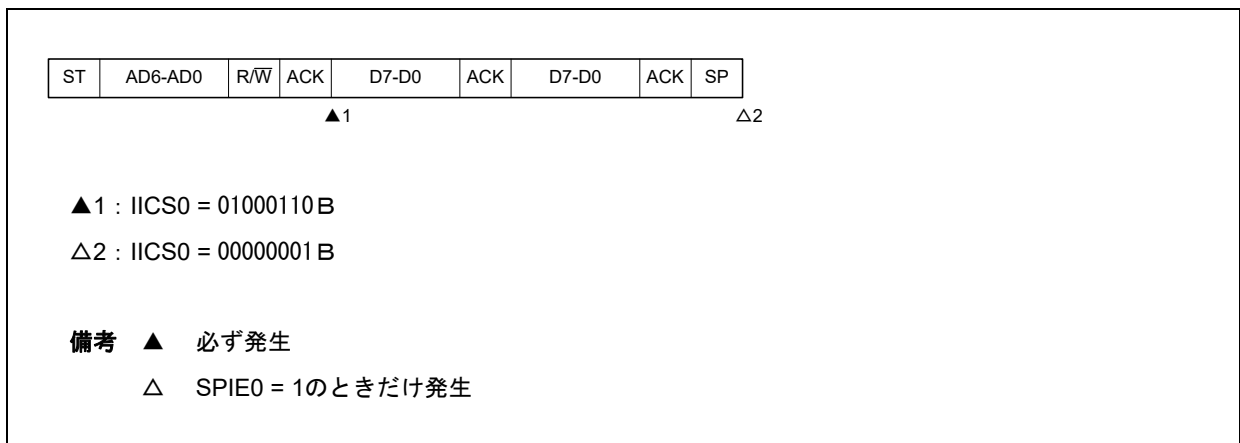 ST AD6-AD0 R/W̅ ACK D7-D0 ACK D7-D0 ACK SP
▲1 △2
▲1：IICS0 = 01000110B
△2：IICS0 = 00000001B
備考 ▲ 必ず発生
△ SPIE0 = 1のときだけ発生